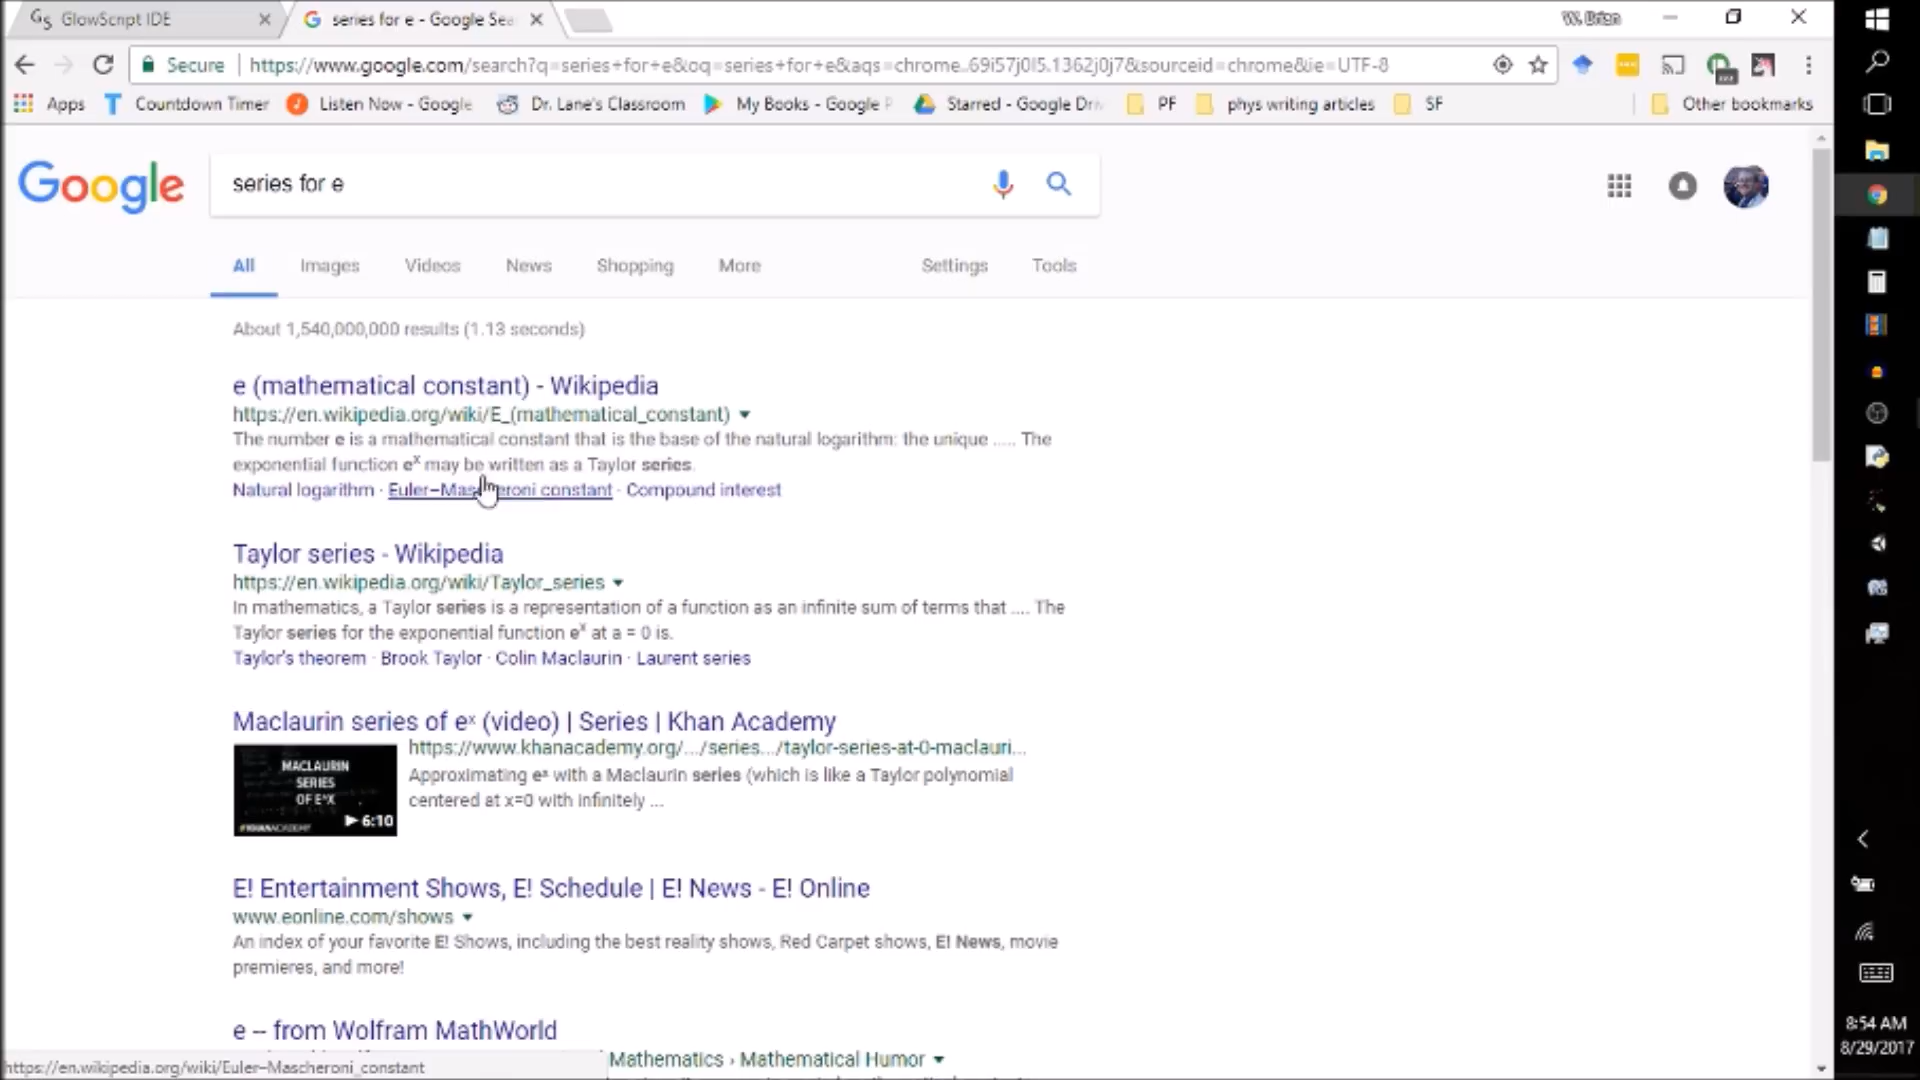 GlowScript IDE
series for e - Google Sea
W. Brian
Secure
https://www.google.com/search?q=series+for+e&oq=series+for+e&aqs=chrome..69i57j0l5.1362j0j7&sourceid=chrome&ie=UTF-8
Apps
Countdown Timer
Listen Now - Google
Dr. Lane's Classroom
My Books - Google P
Starred - Google Driv
PF
phys writing articles
SF
Other bookmarks
Google
series for e
All
Images
Videos
News
Shopping
More
Settings
Tools
About 1,540,000,000 results (1.13 seconds)
e (mathematical constant) - Wikipedia
https://en.wikipedia.org/wiki/E_(mathematical_constant)
The number e is a mathematical constant that is the base of the natural logarithm: the unique ..... The
exponential function eˣ may be written as a Taylor series.
Natural logarithm · Euler–Mascheroni constant · Compound interest
Taylor series - Wikipedia
https://en.wikipedia.org/wiki/Taylor_series
In mathematics, a Taylor series is a representation of a function as an infinite sum of terms that .... The
Taylor series for the exponential function eˣ at a = 0 is.
Taylor's theorem · Brook Taylor · Colin Maclaurin · Laurent series
Maclaurin series of eˣ (video) | Series | Khan Academy
https://www.khanacademy.org/.../series.../taylor-series-at-0-maclauri...
MACLAURIN
SERIES
OF E^X
6:10
KHANACADEMY
Approximating eˣ with a Maclaurin series (which is like a Taylor polynomial
centered at x=0 with infinitely ...
E! Entertainment Shows, E! Schedule | E! News - E! Online
www.eonline.com/shows
An index of your favorite E! Shows, including the best reality shows, Red Carpet shows, E! News, movie
premieres, and more!
e -- from Wolfram MathWorld
Mathematics › Mathematical Humor
https://en.wikipedia.org/wiki/Euler–Mascheroni_constant
8:54 AM
8/29/2017